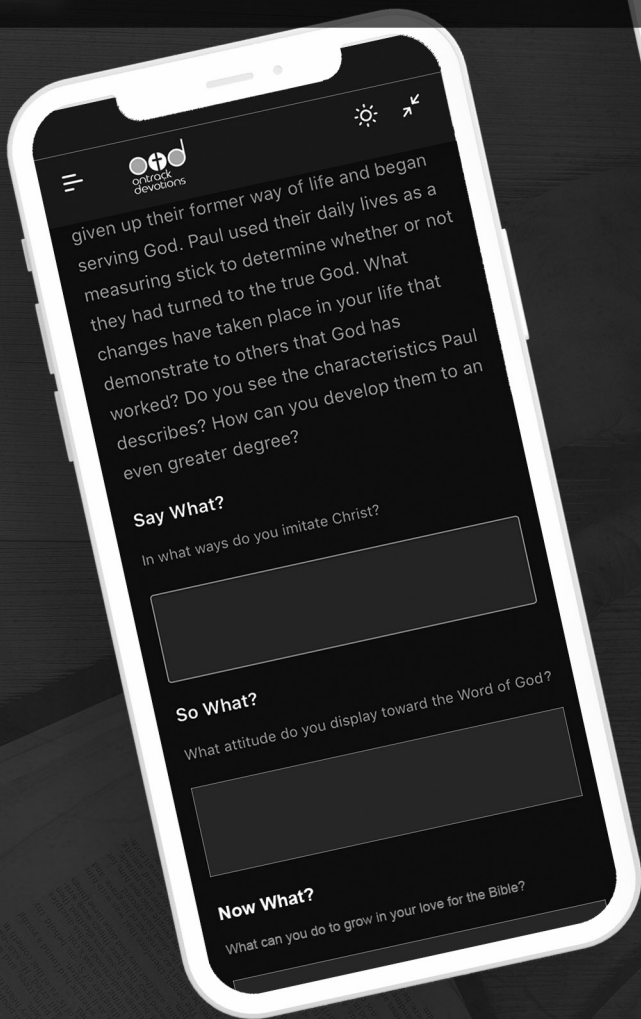 ood
ontrack
devotions
given up their former way of life and began
serving God. Paul used their daily lives as a
measuring stick to determine whether or not
they had turned to the true God. What
changes have taken place in your life that
demonstrate to others that God has
worked? Do you see the characteristics Paul
describes? How can you develop them to an
even greater degree?
Say What?
In what ways do you imitate Christ?
So What?
What attitude do you display toward the Word of God?
Now What?
What can you do to grow in your love for the Bible?